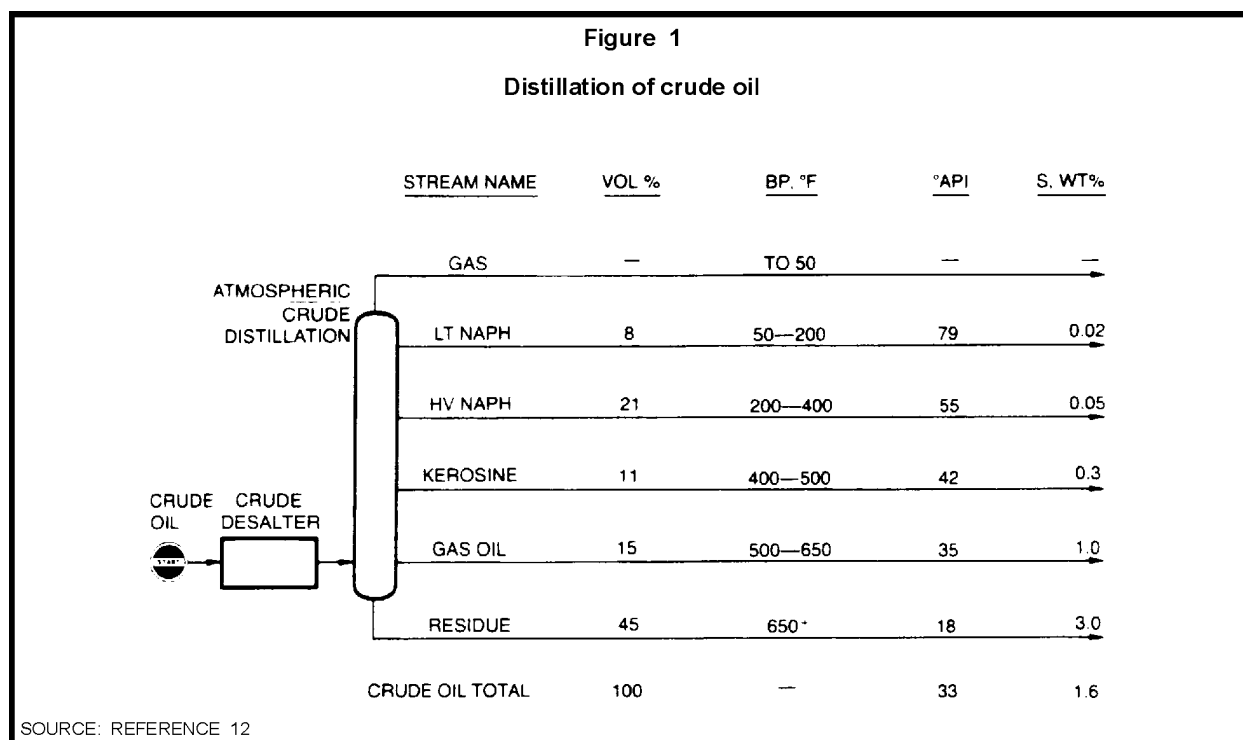 Figure 1
Distillation of crude oil
STREAM NAME VOL % BP, °F °API S, WT%
GAS — TO 50 — —
ATMOSPHERIC
CRUDE
DISTILLATION
LT NAPH 8 50—200 79 0.02
HV NAPH 21 200—400 55 0.05
KEROSINE 11 400—500 42 0.3
CRUDE OIL
CRUDE DESALTER
START
GAS OIL 15 500—650 35 1.0
RESIDUE 45 650+ 18 3.0
CRUDE OIL TOTAL 100 — 33 1.6
SOURCE: REFERENCE 12